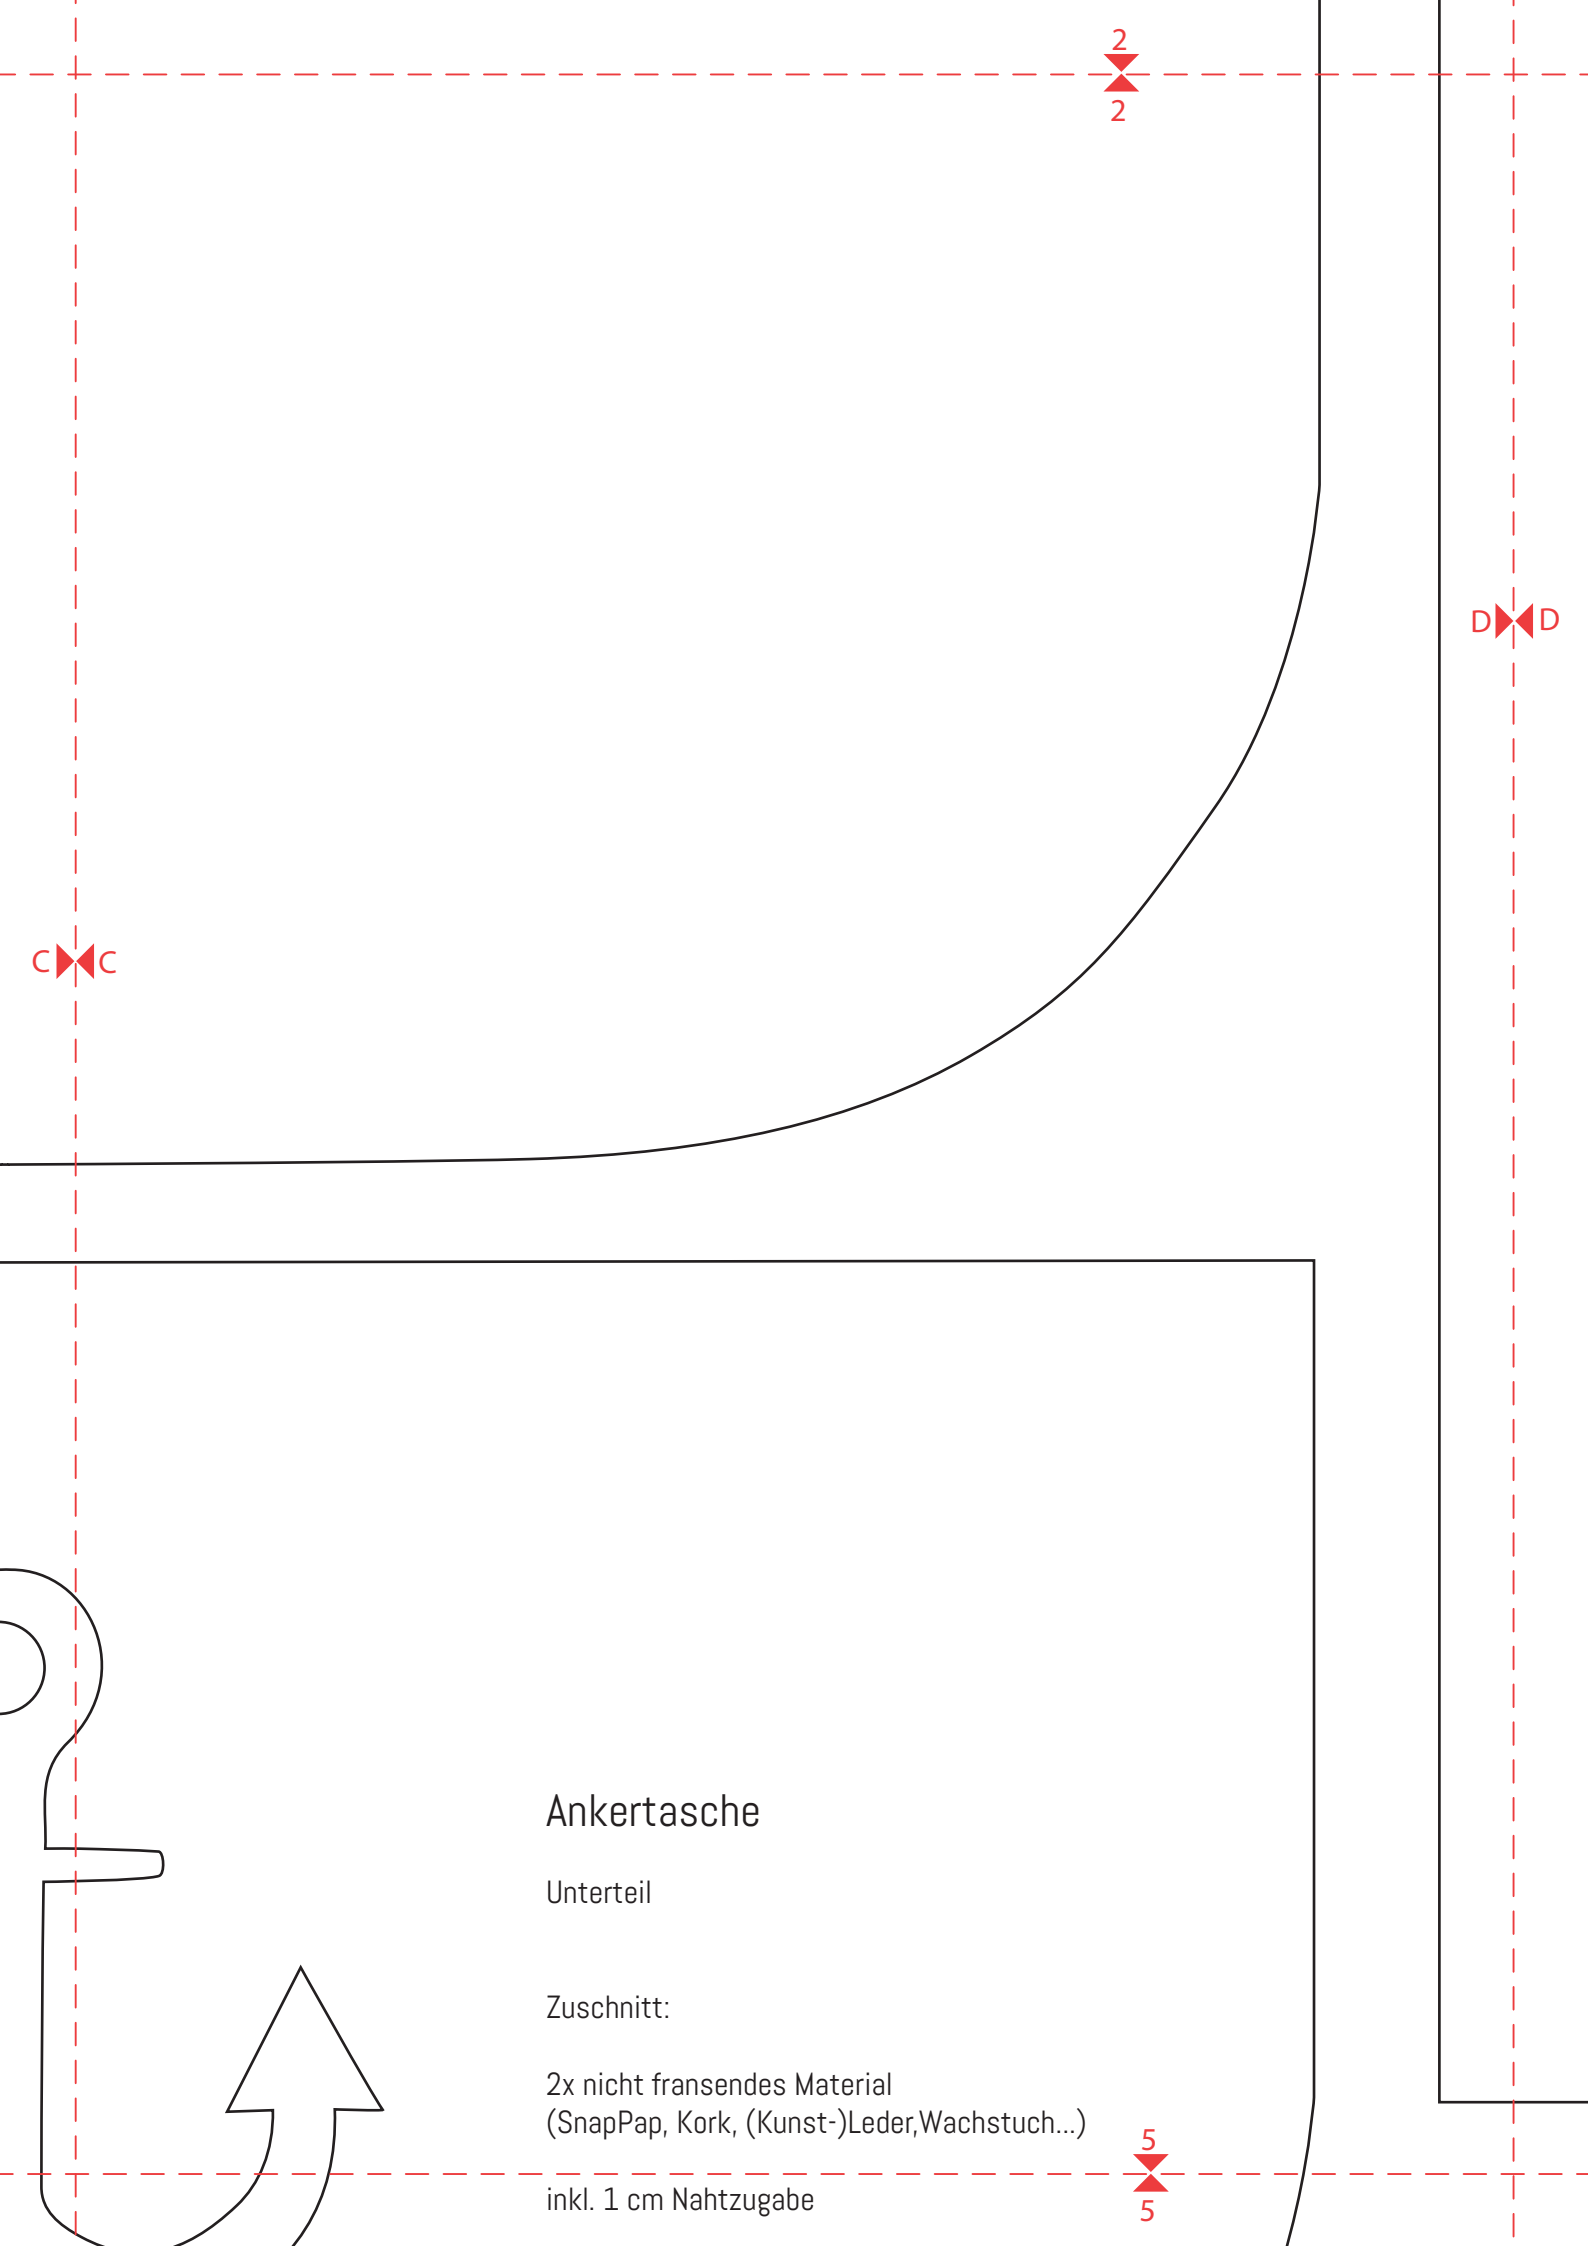 2
2
D D
C C
Ankertasche
Unterteil
Zuschnitt:
2x nicht fransendes Material
(SnapPap, Kork, (Kunst-)Leder,Wachstuch...)
5
inkl. 1 cm Nahtzugabe
5